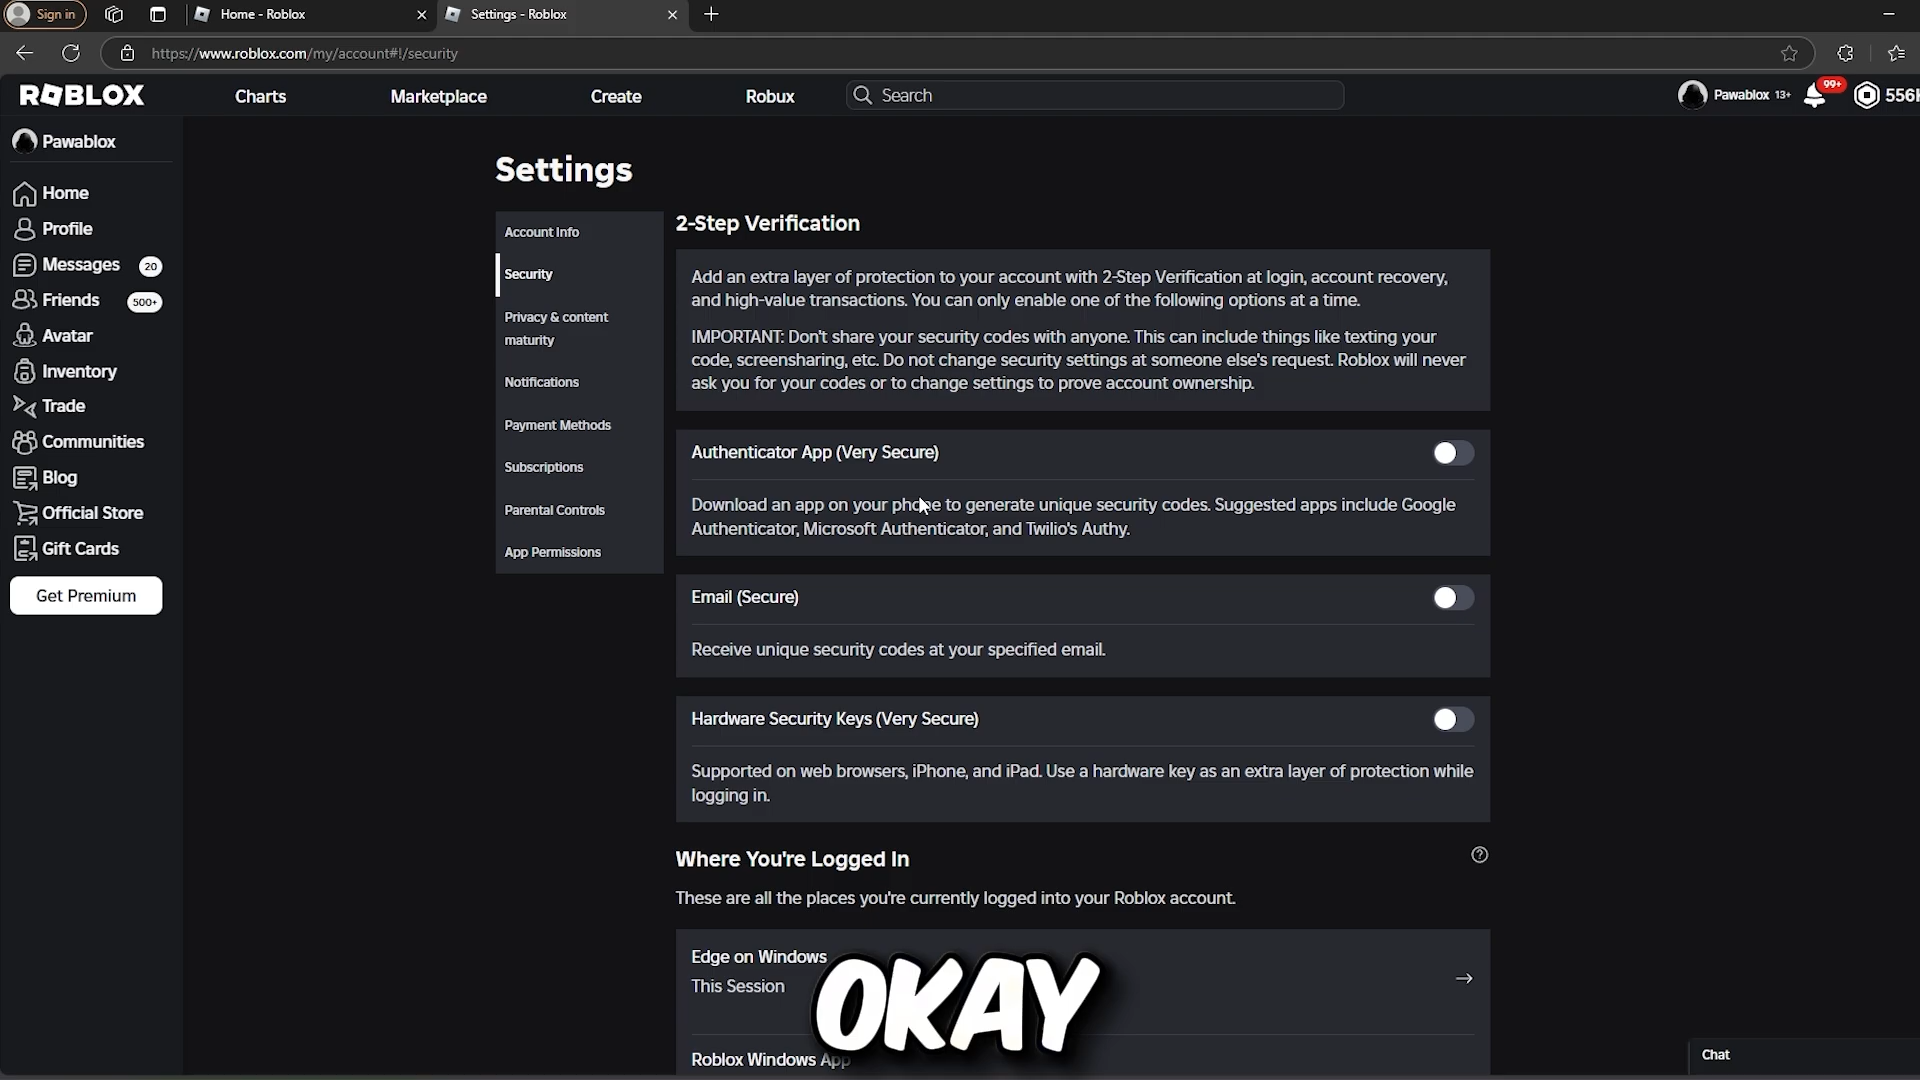 Sign in
Home - Roblox
Settings - Roblox
https://www.roblox.com/my/account#!/security
ROBLOX
Charts
Marketplace
Create
Robux
Search
Pawablox 13+
99+
556K
Pawablox
Home
Profile
Messages 20
Friends 500+
Avatar
Inventory
Trade
Communities
Blog
Official Store
Gift Cards
Get Premium
Settings
Account Info
Security
Privacy & content
maturity
Notifications
Payment Methods
Subscriptions
Parental Controls
App Permissions
2-Step Verification
Add an extra layer of protection to your account with 2-Step Verification at login, account recovery,
and high-value transactions. You can only enable one of the following options at a time.
IMPORTANT: Don't share your security codes with anyone. This can include things like texting your
code, screensharing, etc. Do not change security settings at someone else's request. Roblox will never
ask you for your codes or to change settings to prove account ownership.
Authenticator App (Very Secure)
Download an app on your phone to generate unique security codes. Suggested apps include Google
Authenticator, Microsoft Authenticator, and Twilio's Authy.
Email (Secure)
Receive unique security codes at your specified email.
Hardware Security Keys (Very Secure)
Supported on web browsers, iPhone, and iPad. Use a hardware key as an extra layer of protection while
logging in.
Where You're Logged In
These are all the places you're currently logged into your Roblox account.
Edge on Windows
This Session
OKAY
Roblox Windows App
Chat